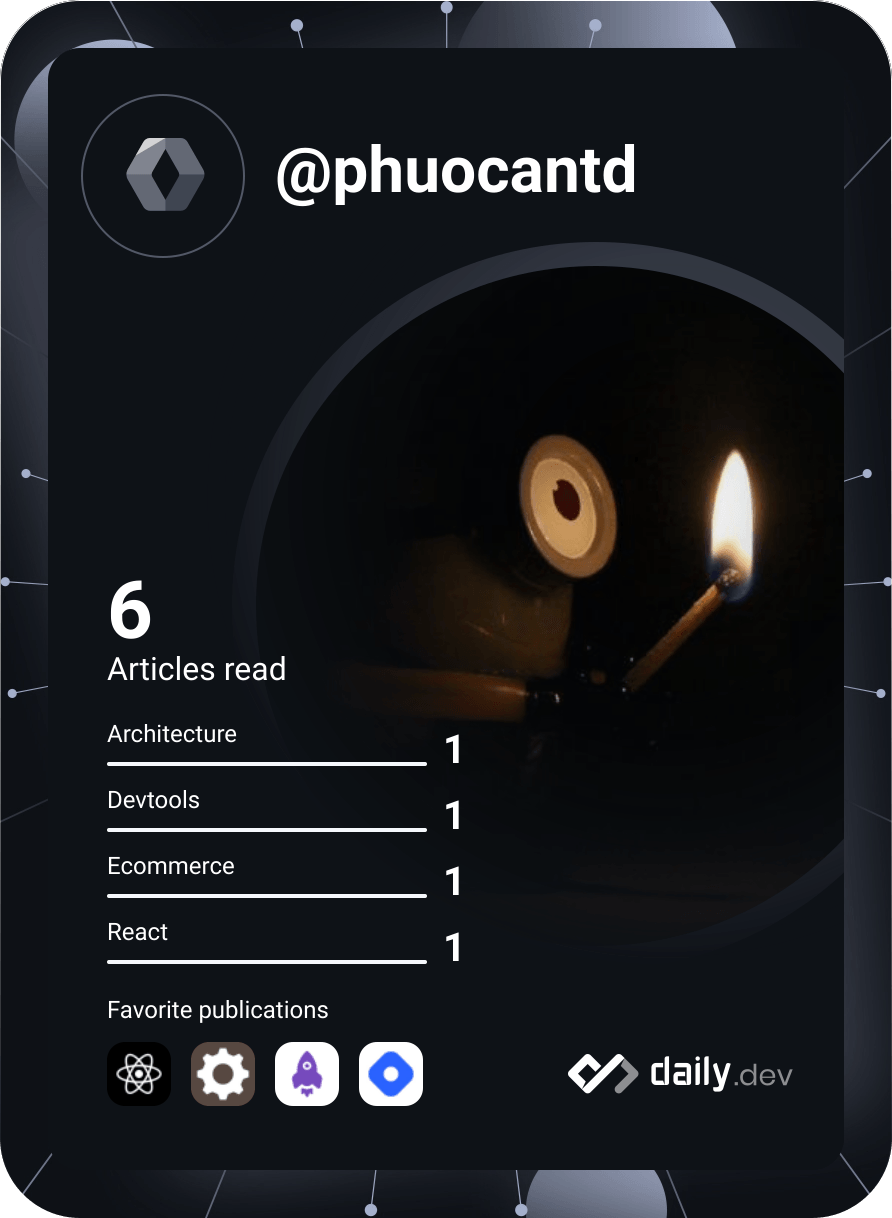 @phuocantd
6
Articles read
Architecture
1
Devtools
1
Ecommerce
1
React
1
Favorite publications
daily.dev